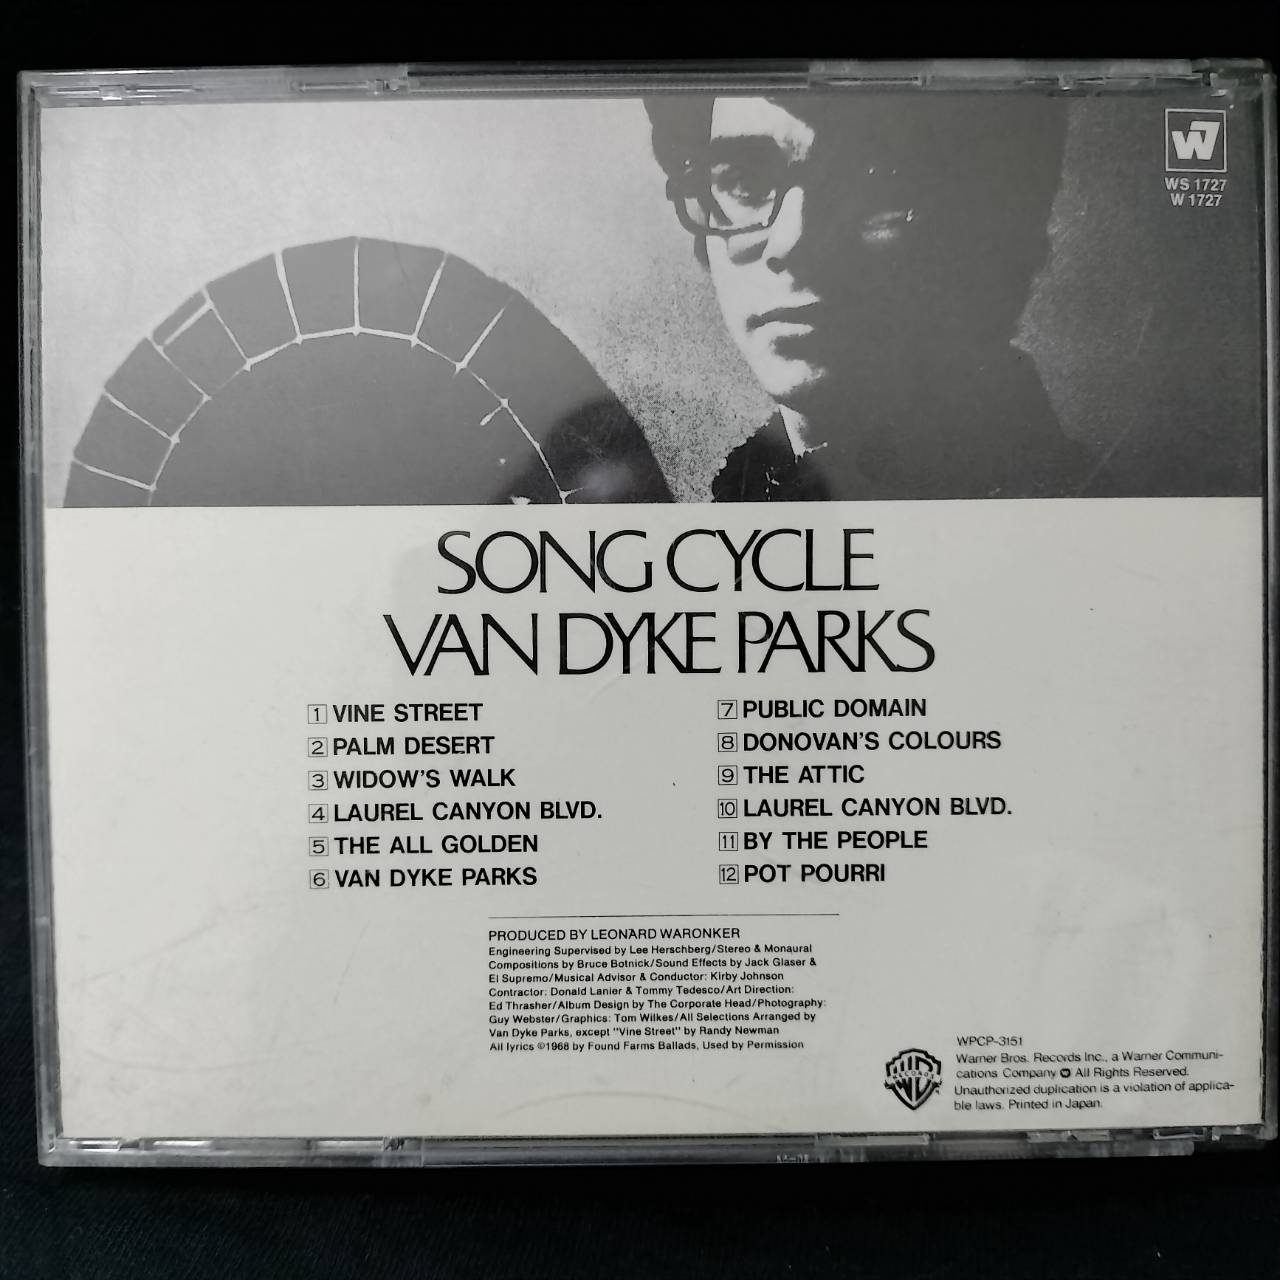 W7
WS 1727
W 1727
SONG CYCLE
VAN DYKE PARKS
1 VINE STREET
2 PALM DESERT
3 WIDOW'S WALK
4 LAUREL CANYON BLVD.
5 THE ALL GOLDEN
6 VAN DYKE PARKS
7 PUBLIC DOMAIN
8 DONOVAN'S COLOURS
9 THE ATTIC
10 LAUREL CANYON BLVD.
11 BY THE PEOPLE
12 POT POURRI
PRODUCED BY LEONARD WARONKER
Engineering Supervised by Lee Herschberg/Stereo & Monaural
Compositions by Bruce Botnick/Sound Effects by Jack Glaser &
El Supremo/Musical Advisor & Conductor: Kirby Johnson
Contractor: Donald Lanier & Tommy Tedesco/Art Direction:
Ed Thrasher/Album Design by The Corporate Head/Photography:
Guy Webster/Graphics: Tom Wilkes/All Selections Arranged by
Van Dyke Parks, except "Vine Street" by Randy Newman
All lyrics ©1968 by Found Farms Ballads, Used by Permission
WB
RECORDS
WPCP-3151
Warner Bros. Records Inc., a Warner Communi-
cations Company All Rights Reserved.
Unauthorized duplication is a violation of applica-
ble laws. Printed in Japan.